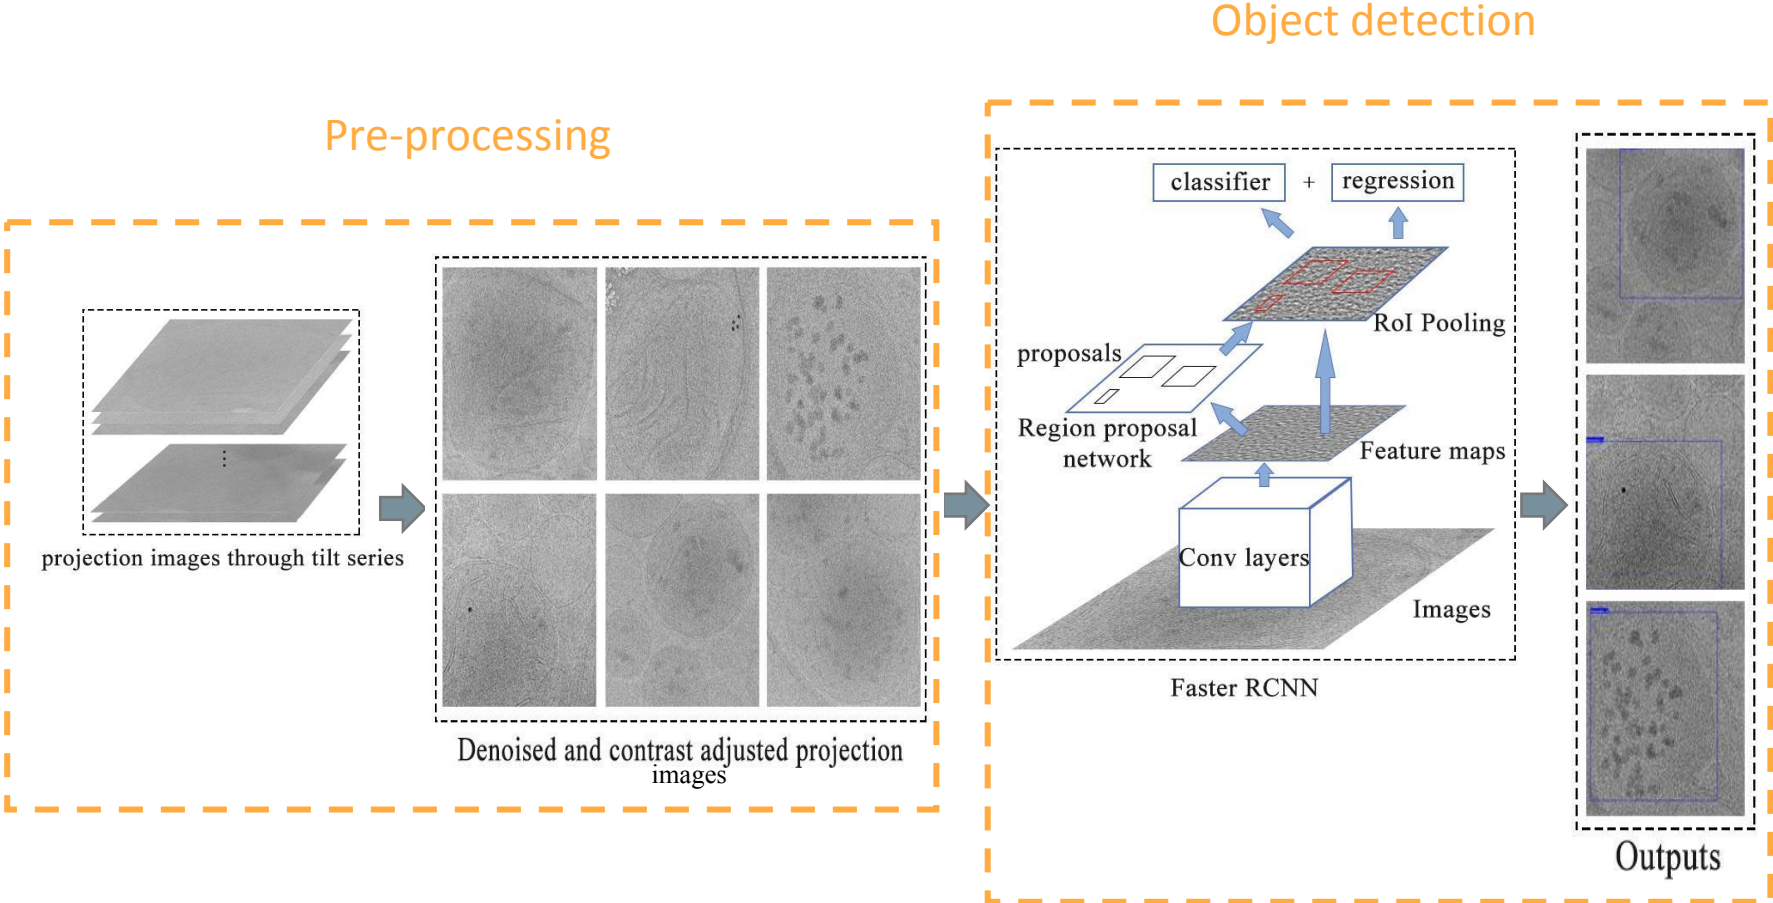 Object detection
Pre-processing
projection images through tilt series
Denoised and contrast adjusted projection
images
classifier + regression
RoI Pooling
proposals
Region proposal
network
Feature maps
Conv layers
Images
Faster RCNN
Outputs